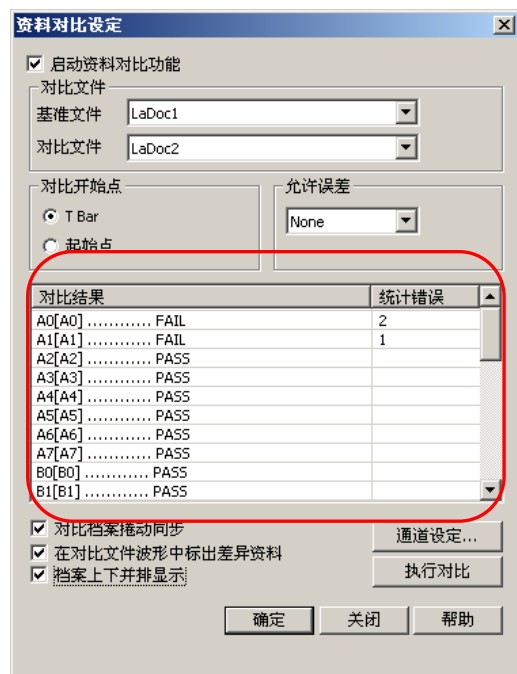 资料对比设定
启动资料对比功能
对比文件
基准文件 LaDoc1
对比文件 LaDoc2
对比开始点
T Bar
起始点
允许误差
None
对比结果 统计错误
A0[A0] ............ FAIL 2
A1[A1] ............ FAIL 1
A2[A2] ............ PASS
A3[A3] ............ PASS
A4[A4] ............ PASS
A5[A5] ............ PASS
A6[A6] ............ PASS
A7[A7] ............ PASS
B0[B0] ............ PASS
B1[B1] ............ PASS
对比档案捲动同步
在对比文件波形中标出差异资料
档案上下并排显示
通道设定...
执行对比
确定 关闭 帮助